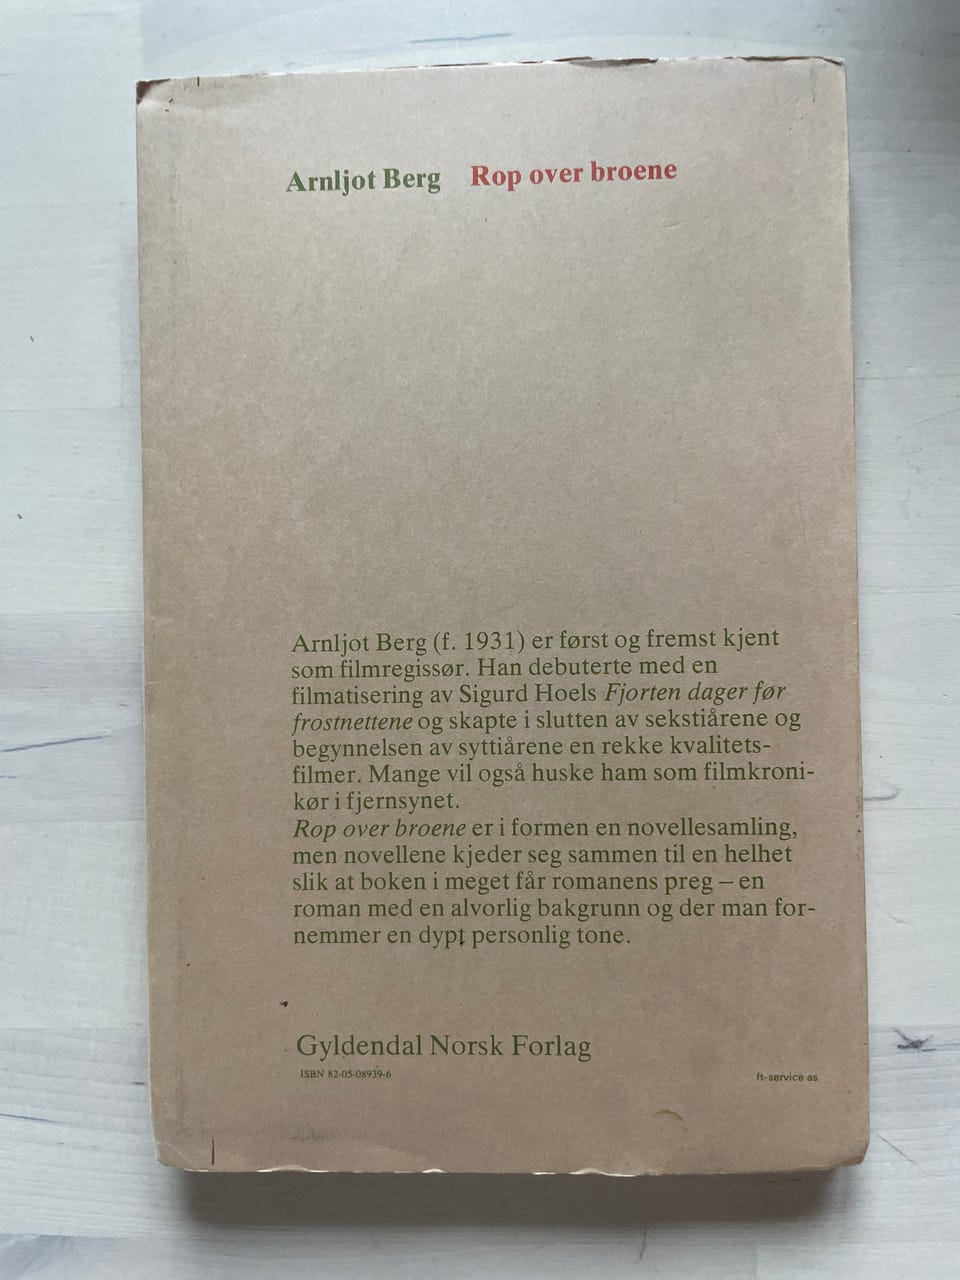 Arnljot Berg Rop over broene
Arnljot Berg (f. 1931) er først og fremst kjent
som filmregissør. Han debuterte med en
filmatisering av Sigurd Hoels Fjorten dager før
frostnettene og skapte i slutten av sekstiårene og
begynnelsen av syttiårene en rekke kvalitets-
filmer. Mange vil også huske ham som filmkroni-
kør i fjernsynet.
Rop over broene er i formen en novellesamling,
men novellene kjeder seg sammen til en helhet
slik at boken i meget får romanens preg – en
roman med en alvorlig bakgrunn og der man for-
nemmer en dypt personlig tone.
Gyldendal Norsk Forlag
ISBN 82-05-08939-6
ft-service as